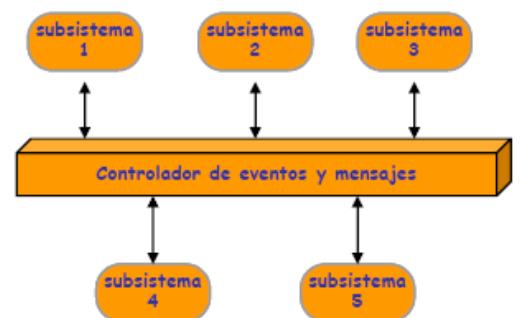 subsistema
1
subsistema
2
subsistema
3
Controlador de eventos y mensajes
subsistema
4
subsistema
5